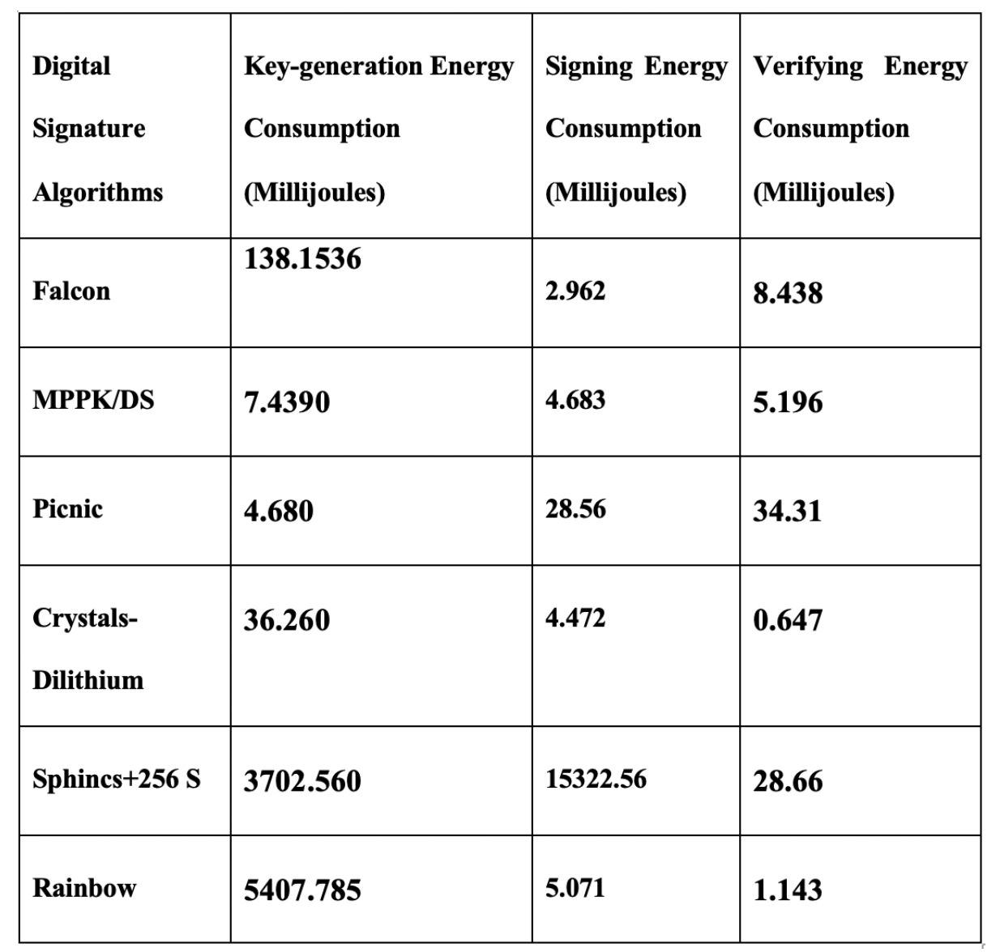 Digital Signature Algorithms
Key-generation Energy Consumption (Millijoules)
Signing Energy Consumption (Millijoules)
Verifying Energy Consumption (Millijoules)
Falcon 138.1536 2.962 8.438
MPPK/DS 7.4390 4.683 5.196
Picnic 4.680 28.56 34.31
Crystals-Dilithium 36.260 4.472 0.647
Sphincs+256 S 3702.560 15322.56 28.66
Rainbow 5407.785 5.071 1.143